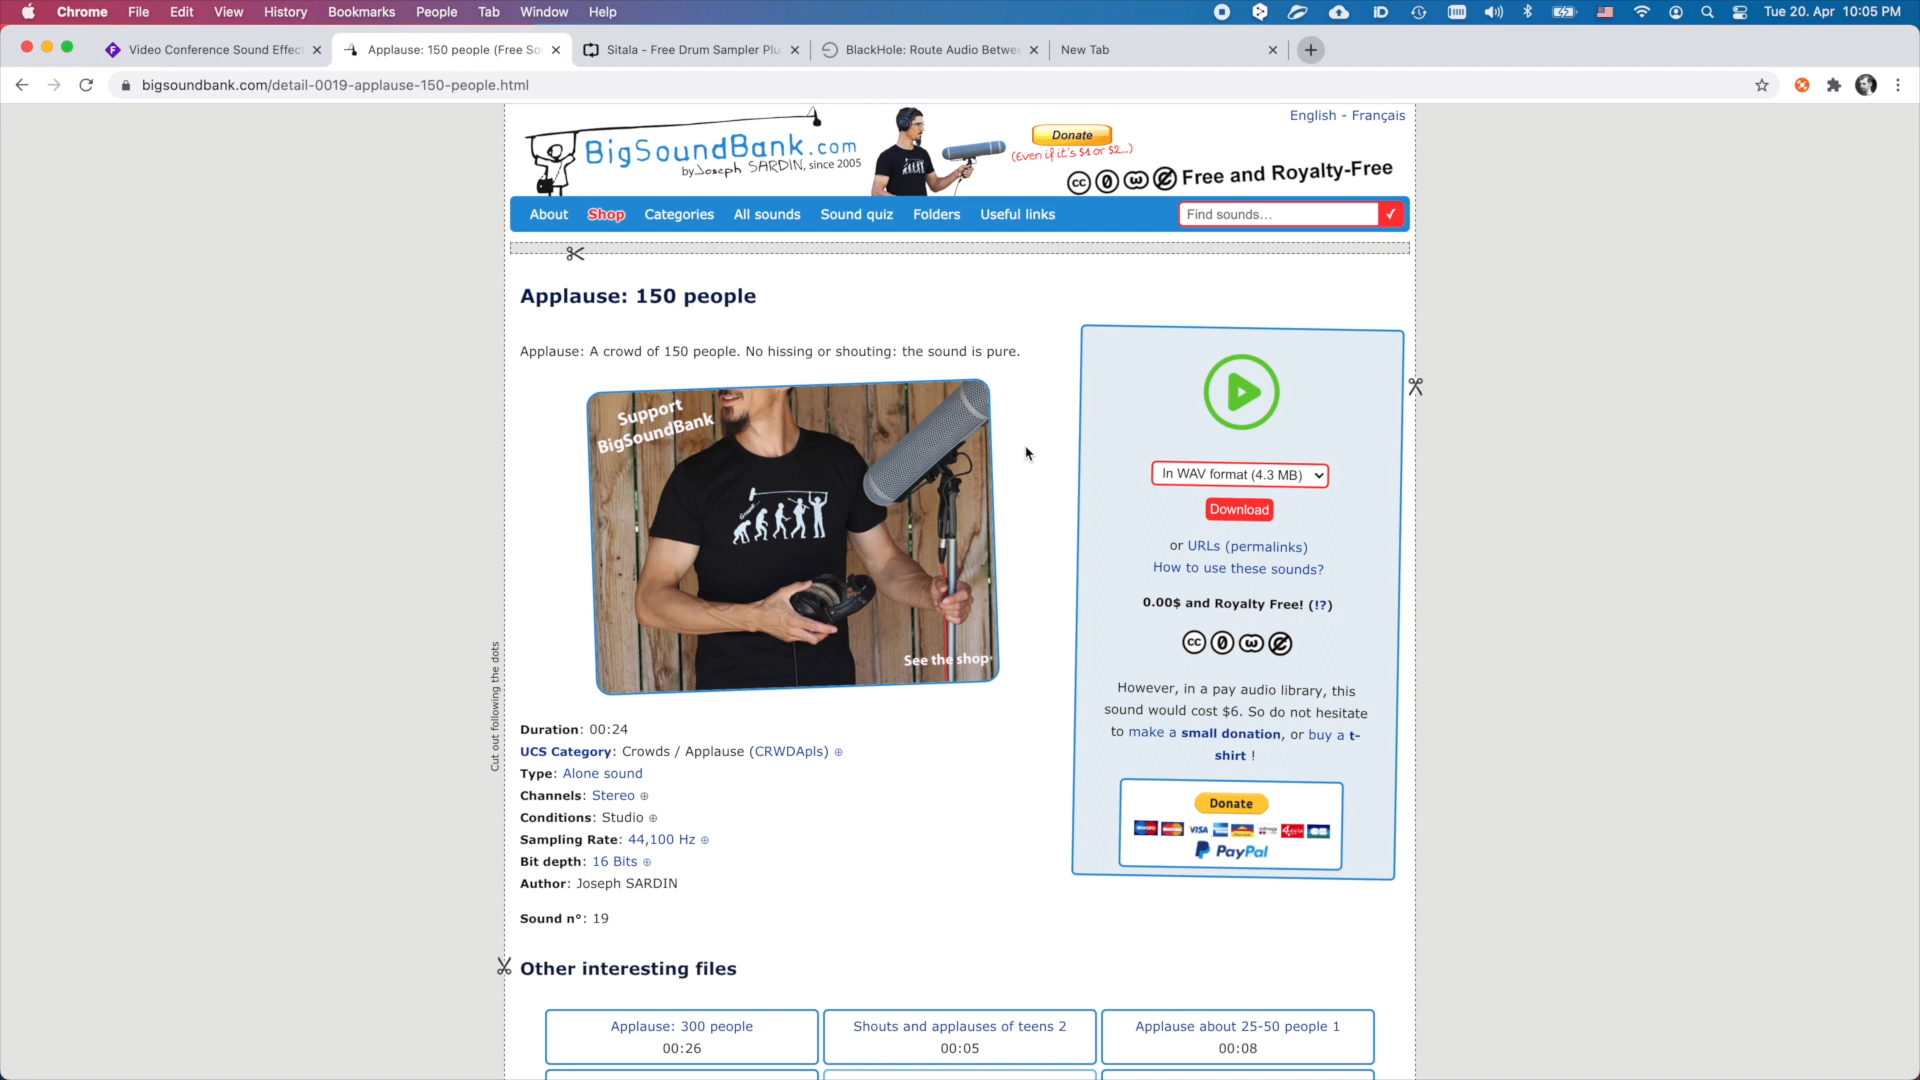 Chrome File Edit View History Bookmarks People Tab Window Help
Tue 20. Apr 10:05 PM
Video Conference Sound Effec
Applause: 150 people (Free So
Sitala - Free Drum Sampler Plu
BlackHole: Route Audio Betwee
New Tab
bigsoundbank.com/detail-0019-applause-150-people.html
English - Français
BigSoundBank.com
by Joseph SARDIN, since 2005
Donate
(Even if it's $1 or $2...)
Free and Royalty-Free
About Shop Categories All sounds Sound quiz Folders Useful links
Find sounds...
Applause: 150 people
Applause: A crowd of 150 people. No hissing or shouting: the sound is pure.
Support
BigSoundBank
See the shop
In WAV format (4.3 MB)
Download
or URLs (permalinks)
How to use these sounds?
0.00$ and Royalty Free! (!?)
However, in a pay audio library, this
sound would cost $6. So do not hesitate
to make a small donation, or buy a t-
shirt !
Donate
VISA
PayPal
Cut out following the dots
Duration: 00:24
UCS Category: Crowds / Applause (CRWDApls)
Type: Alone sound
Channels: Stereo
Conditions: Studio
Sampling Rate: 44,100 Hz
Bit depth: 16 Bits
Author: Joseph SARDIN
Sound n°: 19
Other interesting files
Applause: 300 people
00:26
Shouts and applauses of teens 2
00:05
Applause about 25-50 people 1
00:08